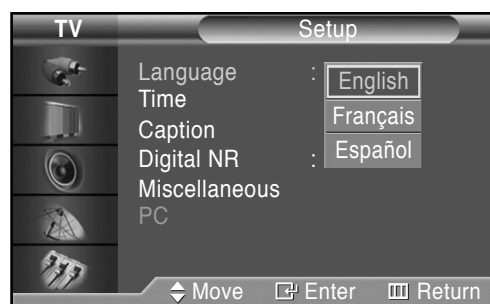 TV Setup
Language : English
Time
Français
Caption
Español
Digital NR :
Miscellaneous
PC
Move Enter Return